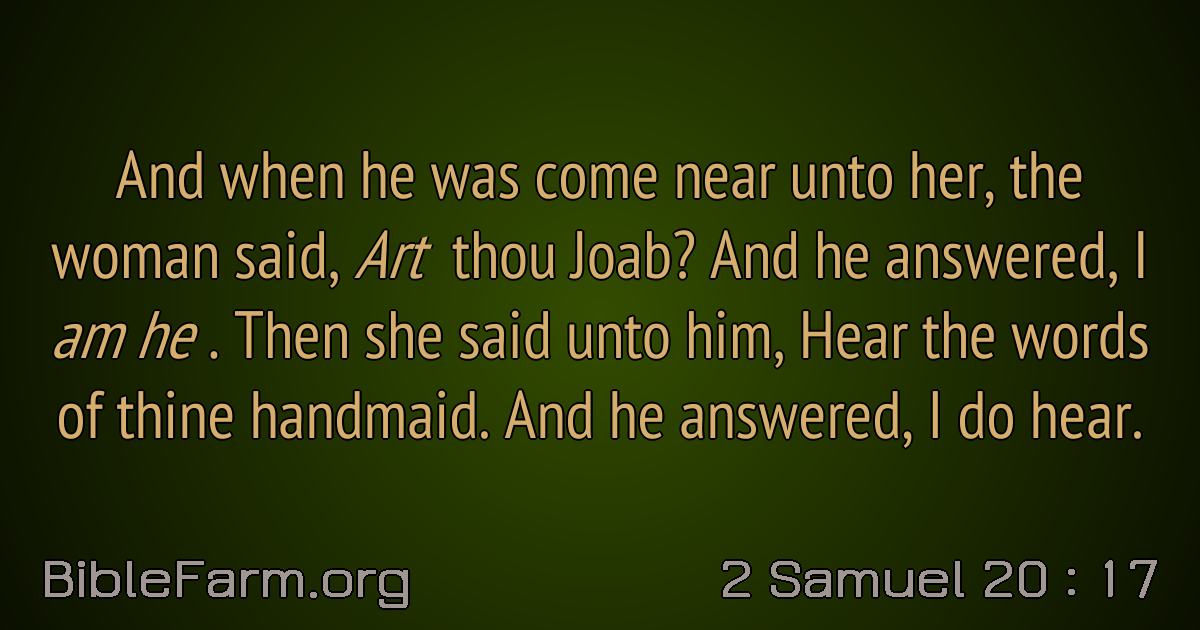 And when he was come near unto her, the
woman said, Art thou Joab? And he answered, I
am he . Then she said unto him, Hear the words
of thine handmaid. And he answered, I do hear.
BibleFarm.org
2 Samuel 20 : 17